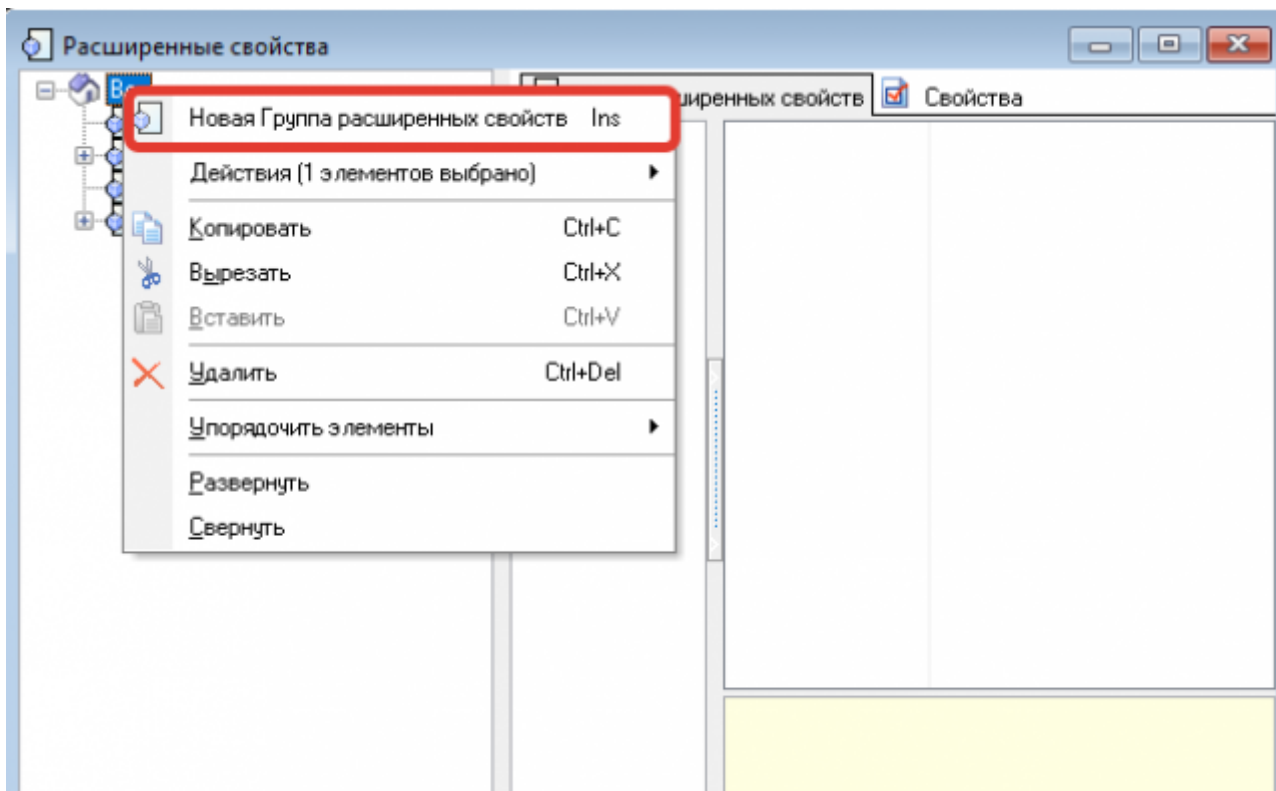 Расширенные свойства
ширенных свойств Свойства
Новая Группа расширенных свойств Ins
Действия (1 элементов выбрано)
Копировать Ctrl+C
Вырезать Ctrl+X
Вставить Ctrl+V
Удалить Ctrl+Del
Упорядочить элементы
Развернуть
Свернуть